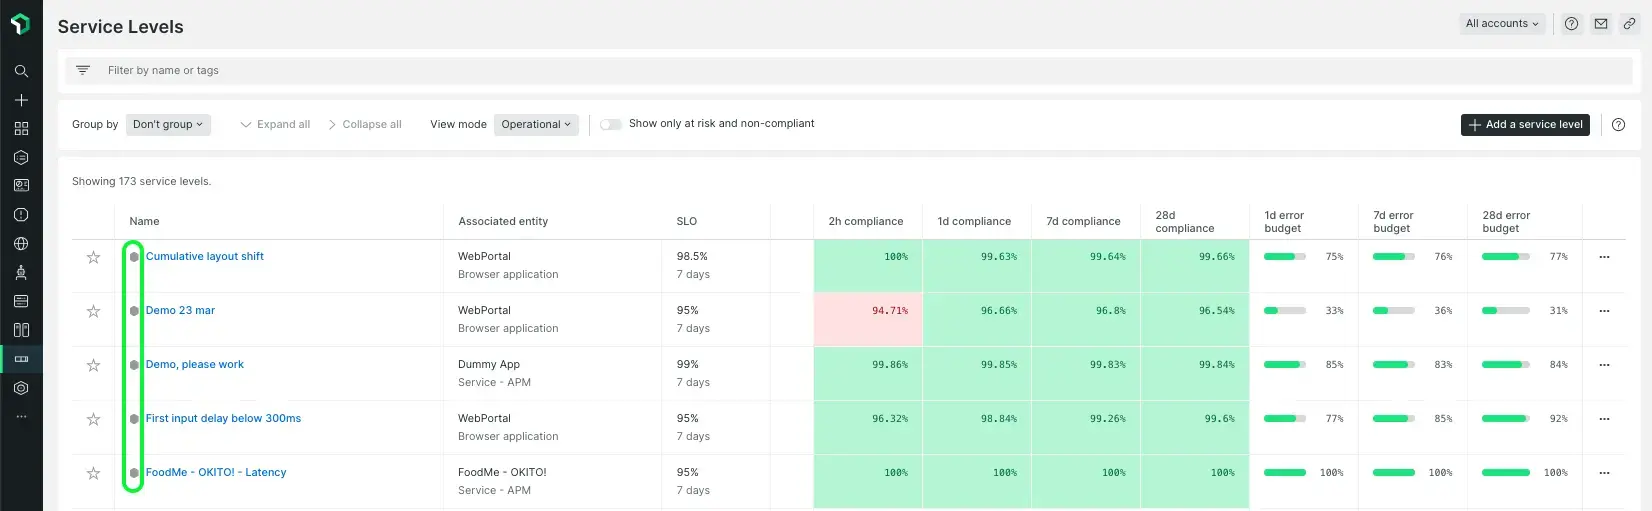 Service Levels
All accounts
Filter by name or tags
Group by Don't group Expand all Collapse all View mode Operational Show only at risk and non-compliant Add a service level
Showing 173 service levels.
Name Associated entity SLO 2h compliance 1d compliance 7d compliance 28d compliance 1d error budget 7d error budget 28d error budget
Cumulative layout shift WebPortal 98.5% 100% 99.63% 99.64% 99.66% 75% 76% 77% ...
Browser application 7 days
Demo 23 mar WebPortal 95% 94.71% 96.66% 96.8% 96.54% 33% 36% 31% ...
Browser application 7 days
Demo, please work Dummy App 99% 99.86% 99.85% 99.83% 99.84% 85% 83% 84% ...
Service - APM 7 days
First input delay below 300ms WebPortal 95% 96.32% 98.84% 99.26% 99.6% 77% 85% 92% ...
Browser application 7 days
FoodMe - OKITO! - Latency FoodMe - OKITO! 95% 100% 100% 100% 100% 100% 100% 100% ...
Service - APM 7 days